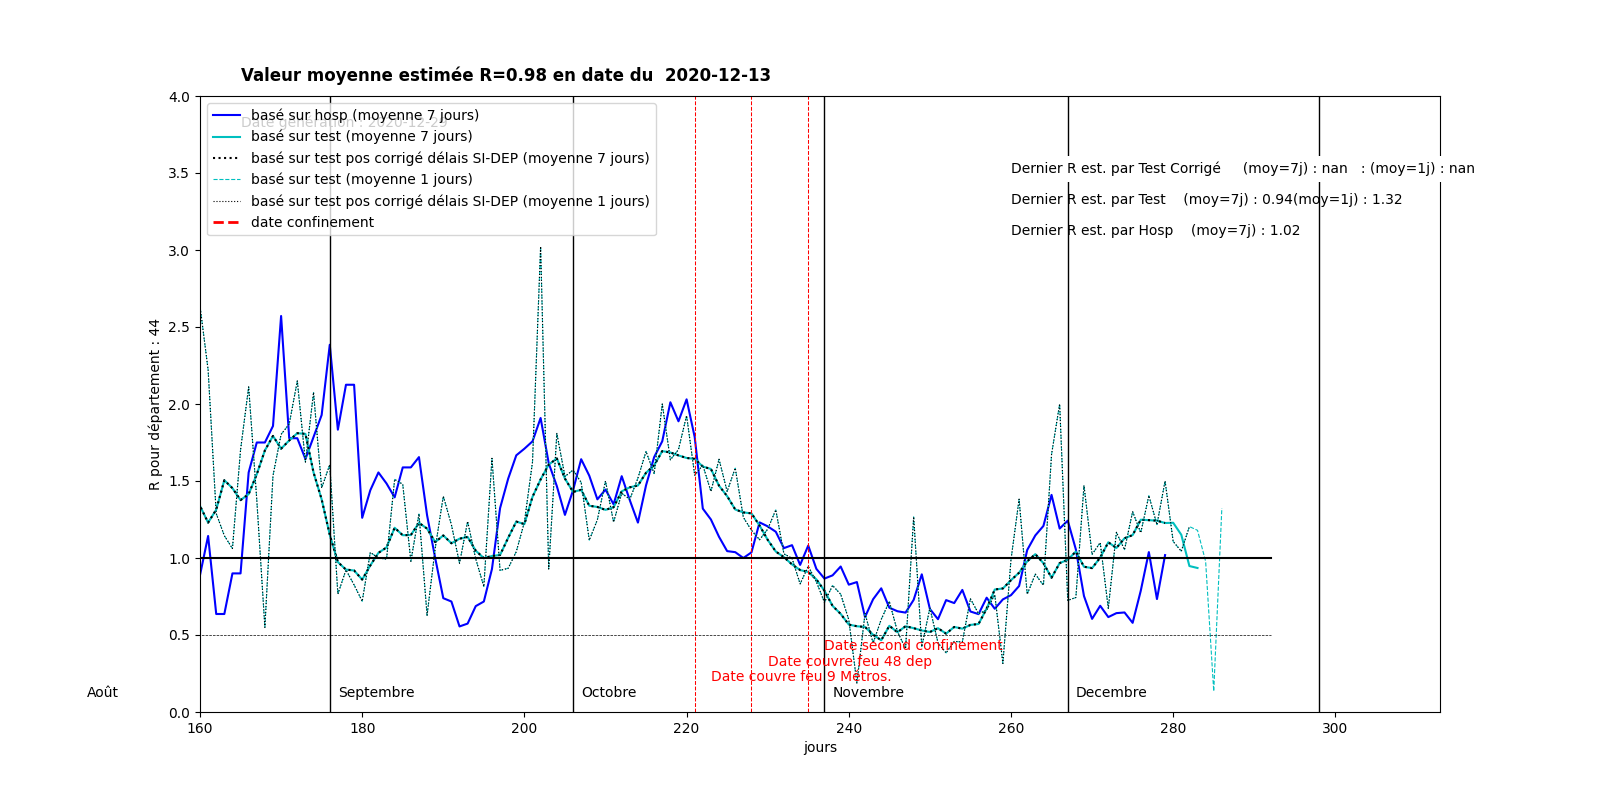 Valeur moyenne estimée R=0.98 en date du  2020-12-13
Date génération : 2020-12-29
basé sur hosp (moyenne 7 jours)
basé sur test (moyenne 7 jours)
basé sur test pos corrigé délais SI-DEP (moyenne 7 jours)
basé sur test (moyenne 1 jours)
basé sur test pos corrigé délais SI-DEP (moyenne 1 jours)
date confinement
Dernier R est. par Test Corrigé     (moy=7j) : nan   : (moy=1j) : nan
Dernier R est. par Test    (moy=7j) : 0.94(moy=1j) : 1.32
Dernier R est. par Hosp    (moy=7j) : 1.02
R pour département : 44
4.0
3.5
3.0
2.5
2.0
1.5
1.0
0.5
0.0
Date second confinement
Date couvre feu 48 dep
Date couvre feu 9 Métros.
Août
Septembre
Octobre
Novembre
Decembre
160
180
200
220
240
260
280
300
jours